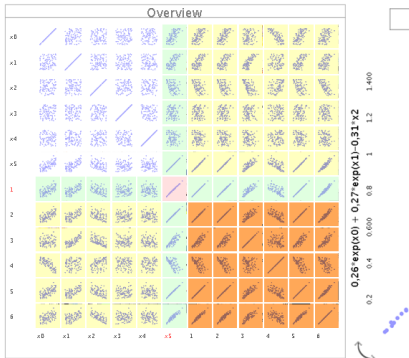 Overview
x0
x1
x2
x3
x4
x5
1
2
3
4
5
6
x0 x1 x2 x3 x4 x5 1 2 3 4 5 6
0,26*exp(x0) + 0,27*exp(x1)-0,31*x2
0.2 0.4 0.600 0.8 1 1.2 1.400